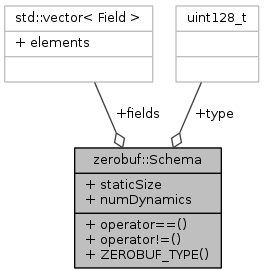 std::vector< Field >
+ elements
uint128_t
+fields
+type
zerobuf::Schema
+ staticSize
+ numDynamics
+ operator==()
+ operator!=()
+ ZEROBUF_TYPE()